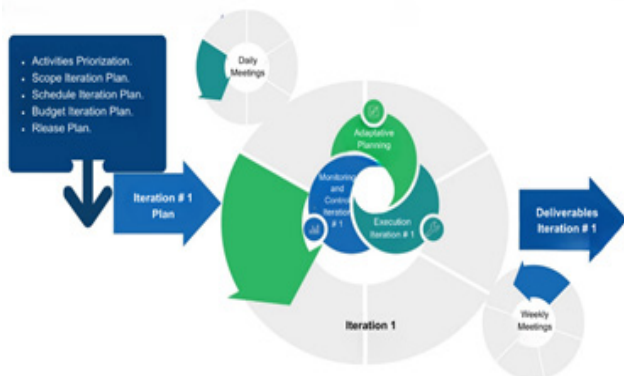 Activities Priorization.
Scope Iteration Plan.
Schedule Iteration Plan.
Budget Iteration Plan.
Rlease Plan.
Iteration # 1
Plan
Daily
Meetings
Adaptative
Planning
Monitoring
and
Control
Iteration
# 1
Execution
Iteration # 1
Iteration 1
Deliverables
Iteration # 1
Weekly
Meetings